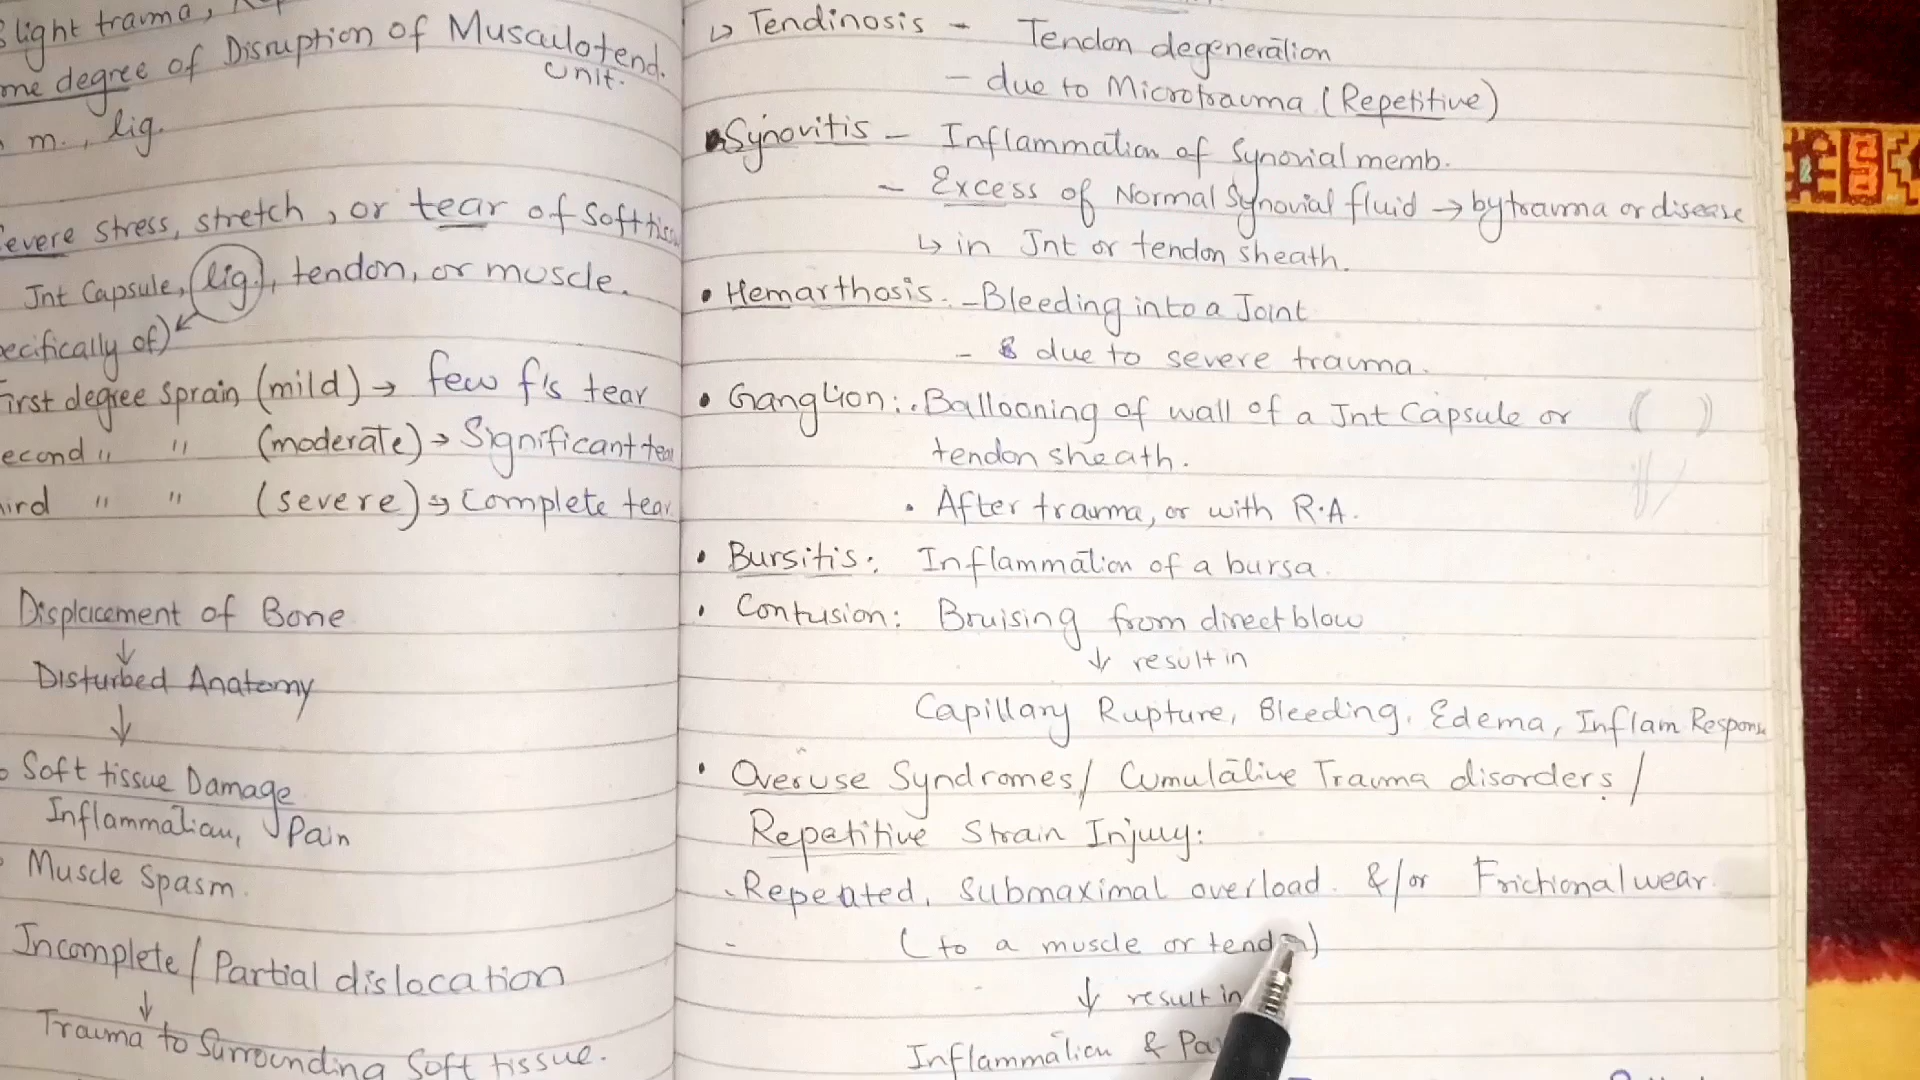 slight trauma,
me degree of Disruption of Musculotend.
unit.
m., lig.
evere stress, stretch, or tear of Soft
Jnt Capsule, lig., tendon, or muscle.
ecifically of)
irst degree sprain (mild) → few f's tear
econd " " (moderate) → Significant tear
ird " " (severe) → Complete tear
Displacement of Bone
↓
Disturbed Anatomy
↓
Soft tissue Damage
Inflammation, Pain
Muscle Spasm.
Incomplete / Partial dislocation
↓
Trauma to Surrounding Soft tissue.
↳ Tendinosis - Tendon degeneration
- due to Microtrauma (Repetitive)
• Synovitis - Inflammation of Synovial memb.
- Excess of Normal Synovial fluid → by trauma or disease
↳ in Jnt or tendon sheath.
• Hemarthosis. - Bleeding into a Joint
- due to severe trauma.
• Ganglion: . Ballooning of wall of a Jnt Capsule or
tendon sheath.
• After trauma, or with R.A.
• Bursitis: Inflammation of a bursa.
• Contusion: Bruising from direct blow
↓ result in
Capillary Rupture, Bleeding, Edema, Inflam Respons
• Overuse Syndromes / Cumulative Trauma disorders /
Repetitive Strain Injury:
Repeated, submaximal overload &/or Frictional wear
(to a muscle or tendon)
↓ result in
Inflammation &